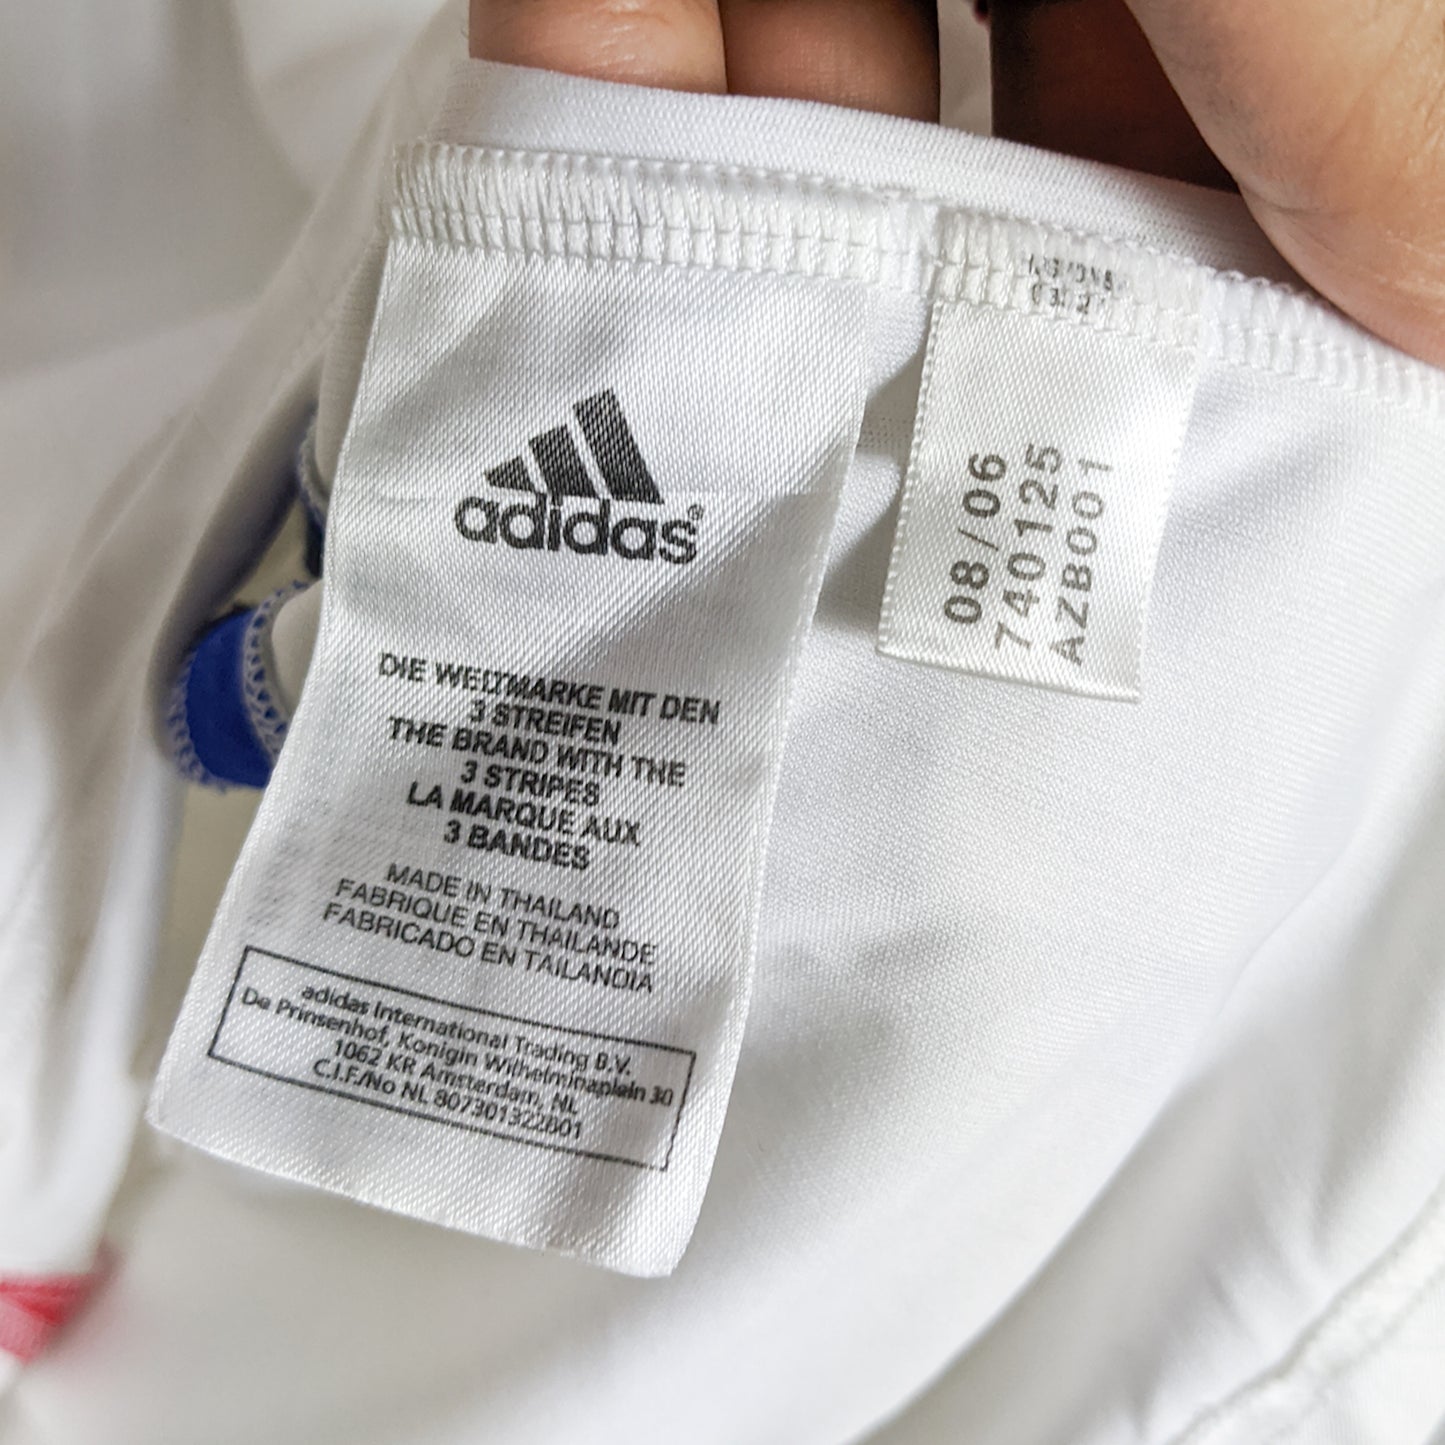 adidas®
DIE WELTMARKE MIT DEN
3 STREIFEN
THE BRAND WITH THE
3 STRIPES
LA MARQUE AUX
3 BANDES
MADE IN THAILAND
FABRIQUE EN THAILANDE
FABRICADO EN TAILANDIA
adidas International Trading B.V.
De Prinsenhof, Konigin Wilhelminaplein 30
1062 KR Amsterdam, NL
C.I.F./No NL 807301322B01
08/06
740125
AZB001